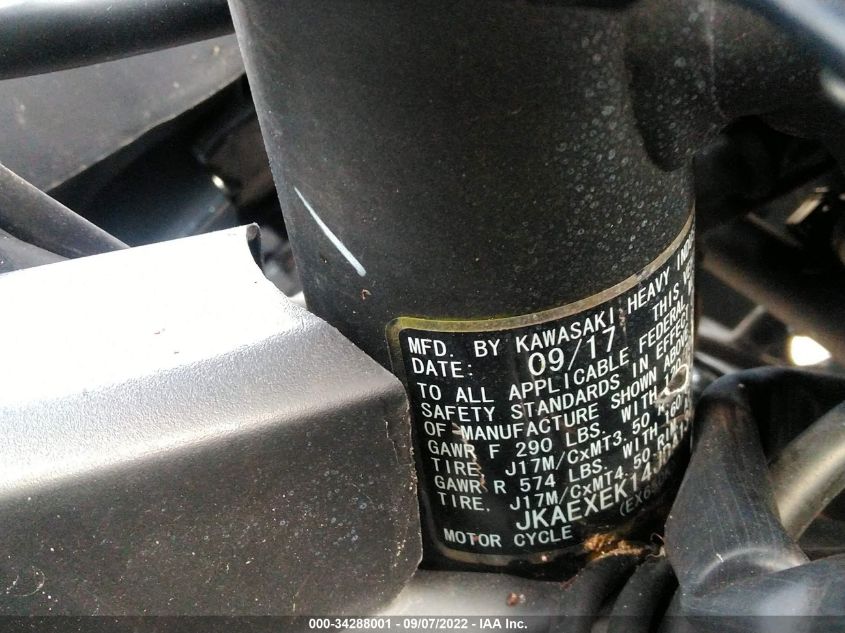 MFD. BY KAWASAKI HEAVY
DATE: 09/17 THIS
TO ALL APPLICABLE FEDERAL
SAFETY STANDARDS IN EFFECT
OF MANUFACTURE SHOWN ABOVE
GAWR F 290 LBS. WITH
TIRE. J17M/CxMT3.50
GAWR R 574 LBS. WITH
TIRE. J17M/CxMT4.50 RIM
JKAEXEK14
MOTOR CYCLE
000-34288001 - 09/07/2022 - IAA Inc.